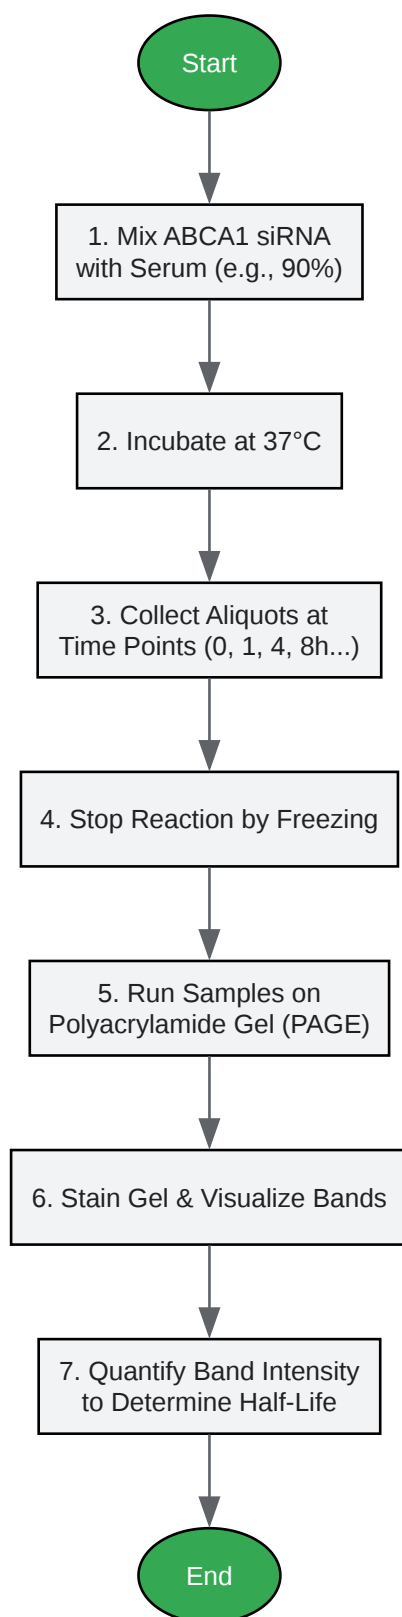 Start
1. Mix ABCA1 siRNA
with Serum (e.g., 90%)
2. Incubate at 37°C
3. Collect Aliquots at
Time Points (0, 1, 4, 8h...)
4. Stop Reaction by Freezing
5. Run Samples on
Polyacrylamide Gel (PAGE)
6. Stain Gel & Visualize Bands
7. Quantify Band Intensity
to Determine Half-Life
End